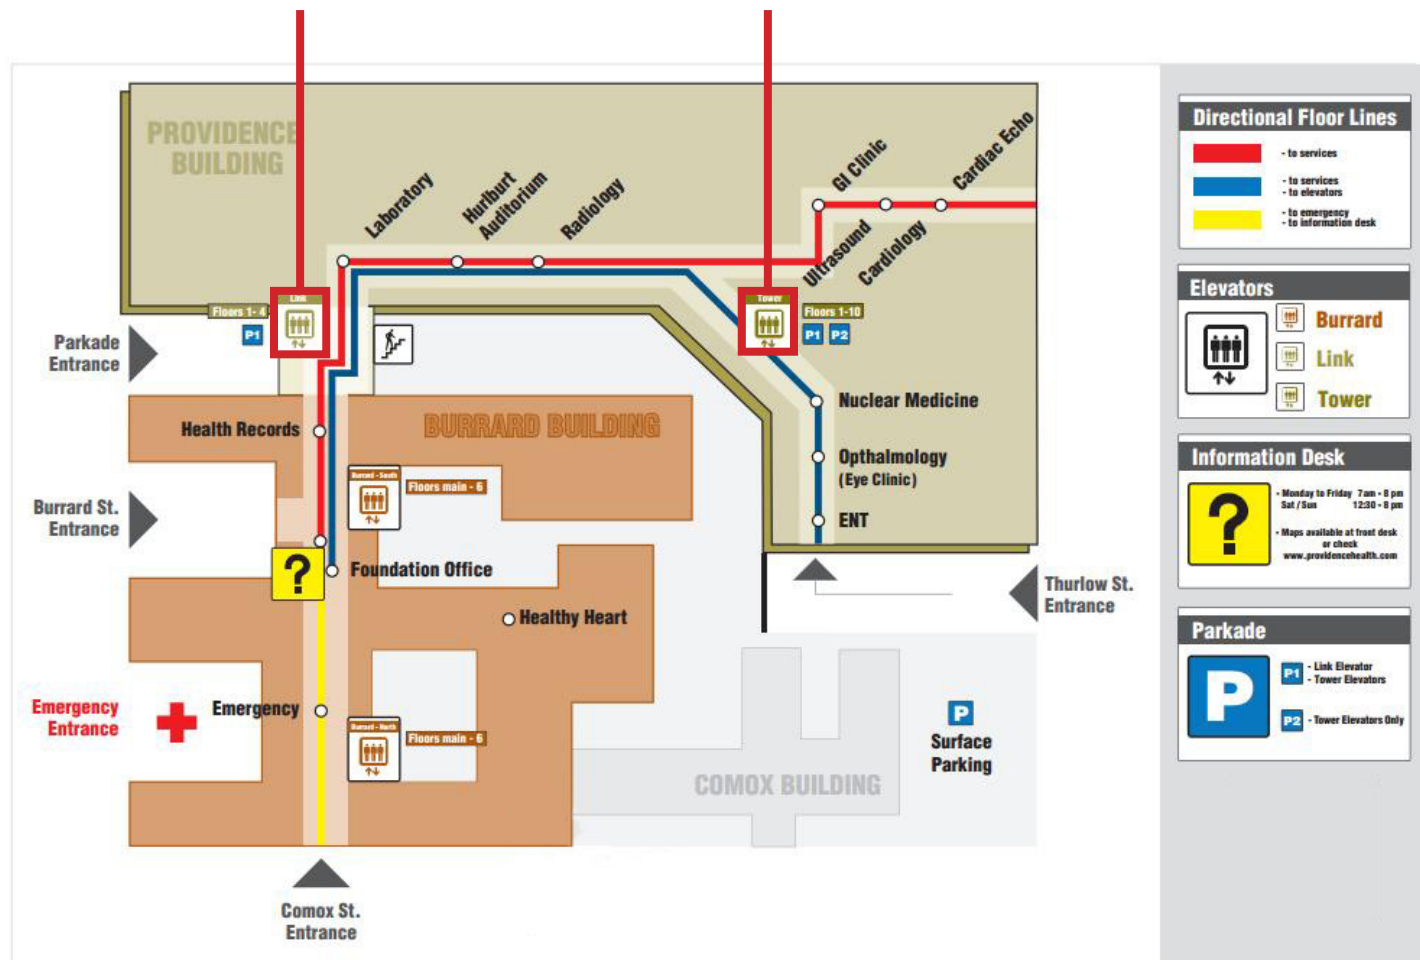 PROVIDENCE
BUILDING
Laboratory
Hurlburt
Auditorium
Radiology
GI Clinic
Cardiac Echo
Ultrasound
Cardiology
Link
Floors 1- 4
P1
Tower
Floors 1-10
P1 P2
Parkade
Entrance
Health Records
BURRARD BUILDING
Nuclear Medicine
Opthalmology
(Eye Clinic)
ENT
Burrard - South
Floors main - 6
Burrard St.
Entrance
?
Foundation Office
Healthy Heart
Thurlow St.
Entrance
Emergency
Entrance
Emergency
Burrard - North
Floors main - 6
P
Surface
Parking
COMOX BUILDING
Comox St.
Entrance
Directional Floor Lines
- to services
- to services
- to elevators
- to emergency
- to information desk
Elevators
Burrard
Link
Tower
Information Desk
?
- Monday to Friday 7am - 8 pm
Sat / Sun 12:30 - 8 pm
- Maps available at front desk
or check
www.providencehealth.com
Parkade
P
P1 - Link Elevator
- Tower Elevators
P2 - Tower Elevators Only